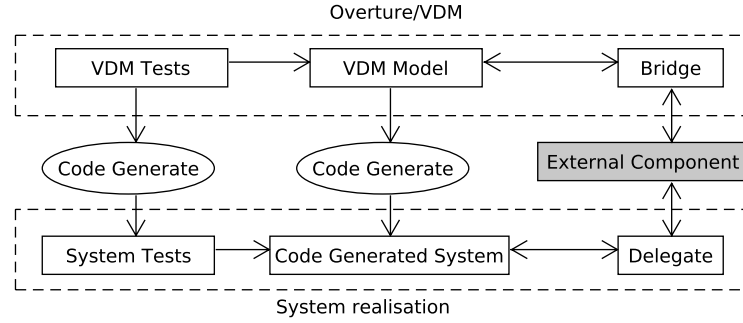 Overture/VDM
VDM Tests
VDM Model
Bridge
Code Generate
Code Generate
External Component
System Tests
Code Generated System
Delegate
System realisation